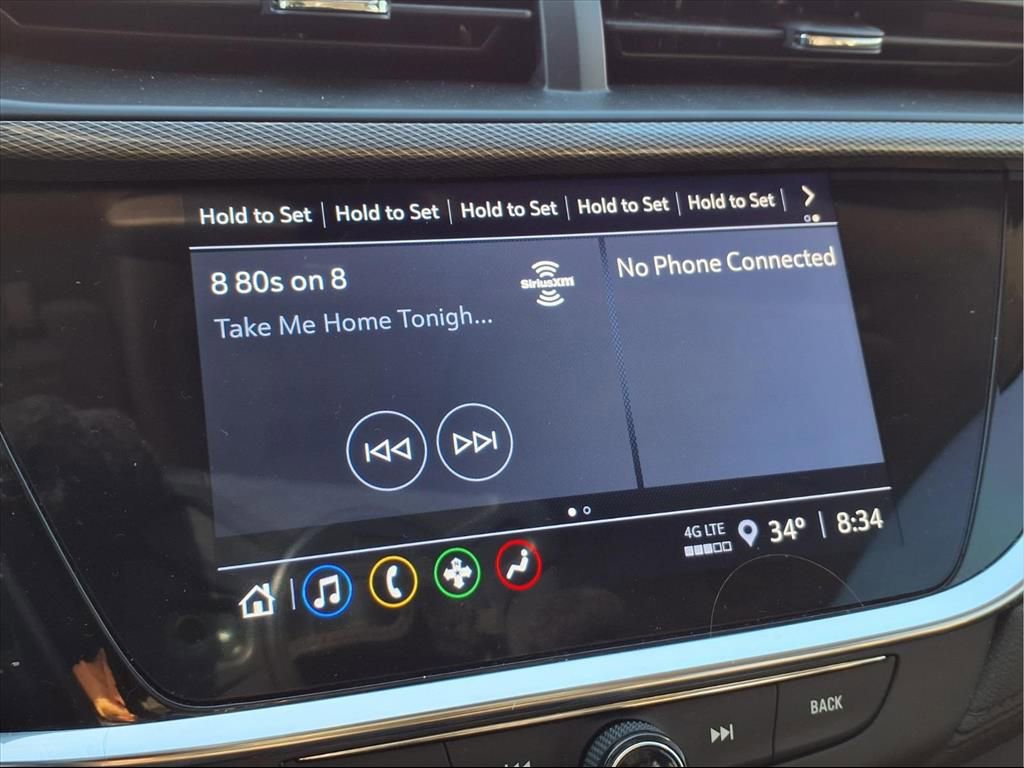 Hold to Set Hold to Set Hold to Set Hold to Set Hold to Set
8 80s on 8
SiriusXM
No Phone Connected
Take Me Home Tonigh...
4G LTE
34° 8:34
BACK